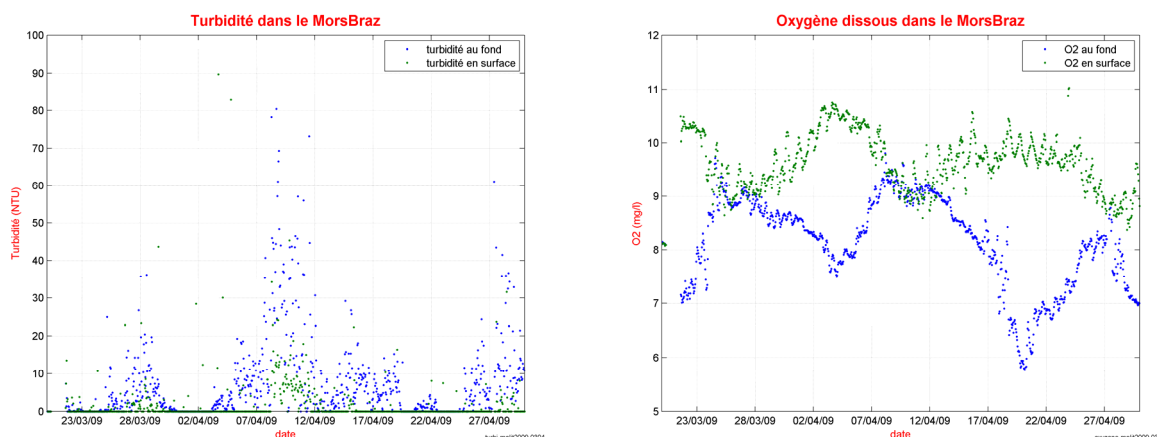 Turbidité dans le MorsBraz
turbidité au fond
turbidité en surface
Turbidité (NTU)
100
90
80
70
60
50
40
30
20
10
0
23/03/09 28/03/09 02/04/09 07/04/09 12/04/09 17/04/09 22/04/09 27/04/09
date
Oxygène dissous dans le MorsBraz
O2 au fond
O2 en surface
O2 (mg/l)
12
11
10
9
8
7
6
5
23/03/09 28/03/09 02/04/09 07/04/09 12/04/09 17/04/09 22/04/09 27/04/09
date